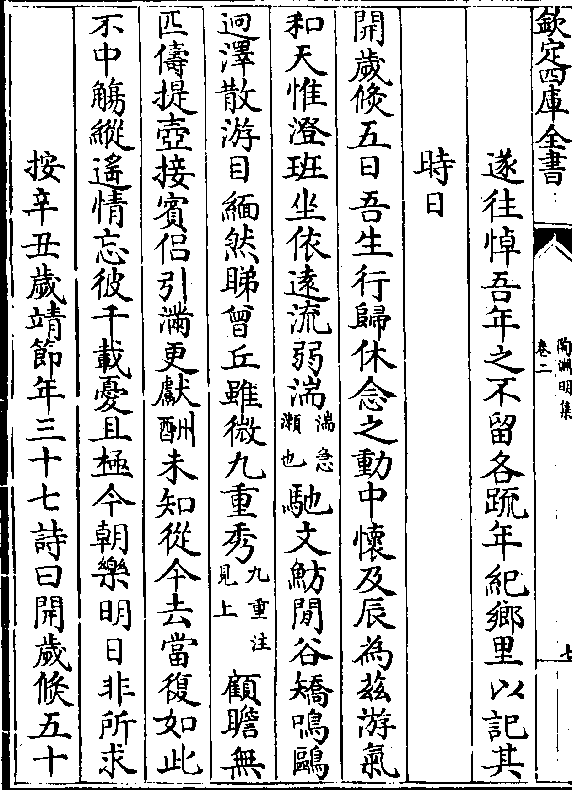 欽定四庫全書
陶淵明集
卷二
七
遂往悼吾年之不留各疏年紀鄉里以記其
時日
開歲倏五日吾生行歸休念之動中懷及辰為茲游氣
和天惟澄班坐依遠流弱湍湍急瀨也馳文魴閒谷矯鳴鷗
迥澤散游目緬然睇曾丘雖微九重秀九重注見上顧瞻無
匹儔提壺接賓侶引滿更獻酬未知從今去當復如此
不中觴縱遙情忘彼千載憂且極今朝樂明日非所求
按辛丑歲靖節年三十七詩曰開歲倏五十